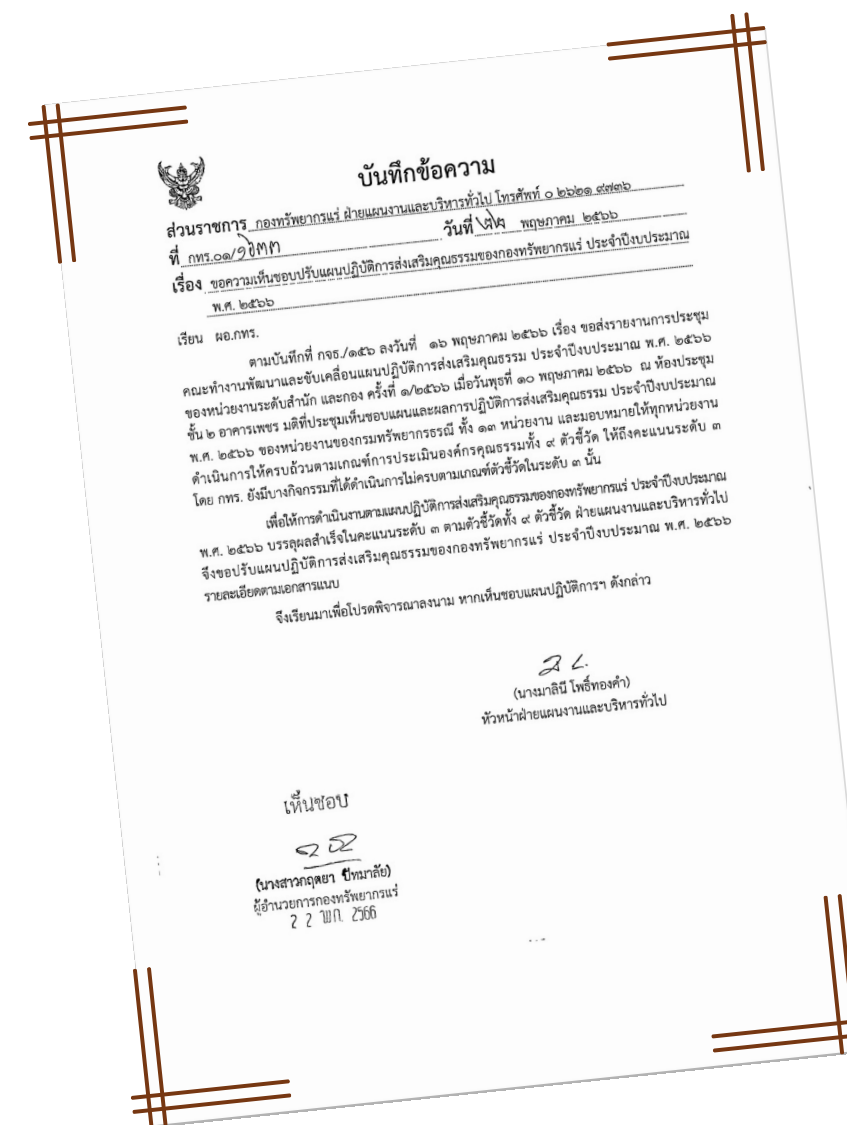 บันทึกข้อความ
ส่วนราชการ กองทรัพยากรแร่ ฝ่ายแผนงานและบริหารทั่วไป โทรศัพท์ ๐ ๒๖๒๑ ๙๗๓๖
ที่ กทร.๐๑/ วันที่ ๒๒ พฤษภาคม ๒๕๖๖
เรื่อง ขอความเห็นชอบปรับแผนปฏิบัติการส่งเสริมคุณธรรมของกองทรัพยากรแร่ ประจำปีงบประมาณ
พ.ศ. ๒๕๖๖
เรียน ผอ.กทร.
ตามบันทึกที่ กจธ./๑๕๖ ลงวันที่ ๑๖ พฤษภาคม ๒๕๖๖ เรื่อง ขอส่งรายงานการประชุม
คณะทำงานพัฒนาและขับเคลื่อนแผนปฏิบัติการส่งเสริมคุณธรรม ประจำปีงบประมาณ พ.ศ. ๒๕๖๖
ของหน่วยงานระดับสำนัก และกอง ครั้งที่ ๑/๒๕๖๖ เมื่อวันพุธที่ ๑๐ พฤษภาคม ๒๕๖๖ ณ ห้องประชุม
ชั้น ๒ อาคารเพชร มติที่ประชุมเห็นชอบแผนและผลการปฏิบัติการส่งเสริมคุณธรรม ประจำปีงบประมาณ
พ.ศ. ๒๕๖๖ ของหน่วยงานของกรมทรัพยากรธรณี ทั้ง ๑๓ หน่วยงาน และมอบหมายให้ทุกหน่วยงาน
ดำเนินการให้ครบถ้วนตามเกณฑ์การประเมินองค์กรคุณธรรมทั้ง ๙ ตัวชี้วัด ให้ถึงคะแนนระดับ ๓
โดย กทร. ยังมีบางกิจกรรมที่ได้ดำเนินการไม่ครบตามเกณฑ์ตัวชี้วัดในระดับ ๓ นั้น
เพื่อให้การดำเนินงานตามแผนปฏิบัติการส่งเสริมคุณธรรมของกองทรัพยากรแร่ ประจำปีงบประมาณ
พ.ศ. ๒๕๖๖ บรรลุผลสำเร็จในคะแนนระดับ ๓ ตามตัวชี้วัดทั้ง ๙ ตัวชี้วัด ฝ่ายแผนงานและบริหารทั่วไป
จึงขอปรับแผนปฏิบัติการส่งเสริมคุณธรรมของกองทรัพยากรแร่ ประจำปีงบประมาณ พ.ศ. ๒๕๖๖
รายละเอียดตามเอกสารแนบ
จึงเรียนมาเพื่อโปรดพิจารณาลงนาม หากเห็นชอบแผนปฏิบัติการฯ ดังกล่าว
(นางมาลินี โพธิ์ทองคำ)
หัวหน้าฝ่ายแผนงานและบริหารทั่วไป
เห็นชอบ
(นางสาวกฤตยา ปัทมาลัย)
ผู้อำนวยการกองทรัพยากรแร่
2 2 พ.ค. 2566